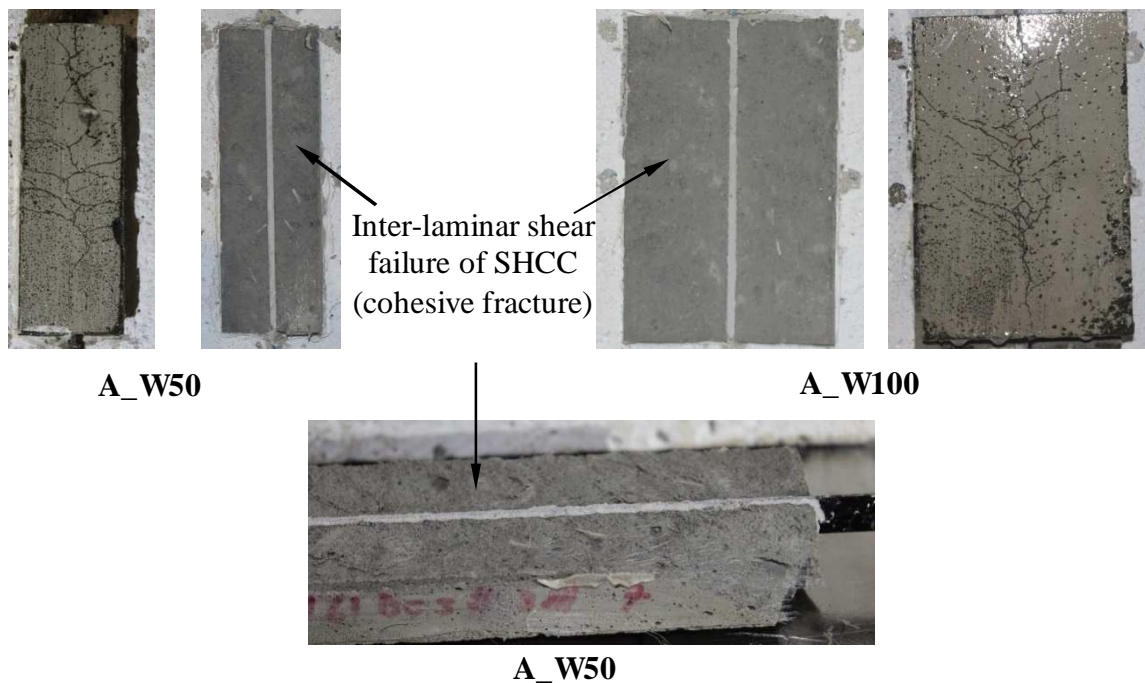 Inter-laminar shear
failure of SHCC
(cohesive fracture)
A_W50
A_W100
A_W50